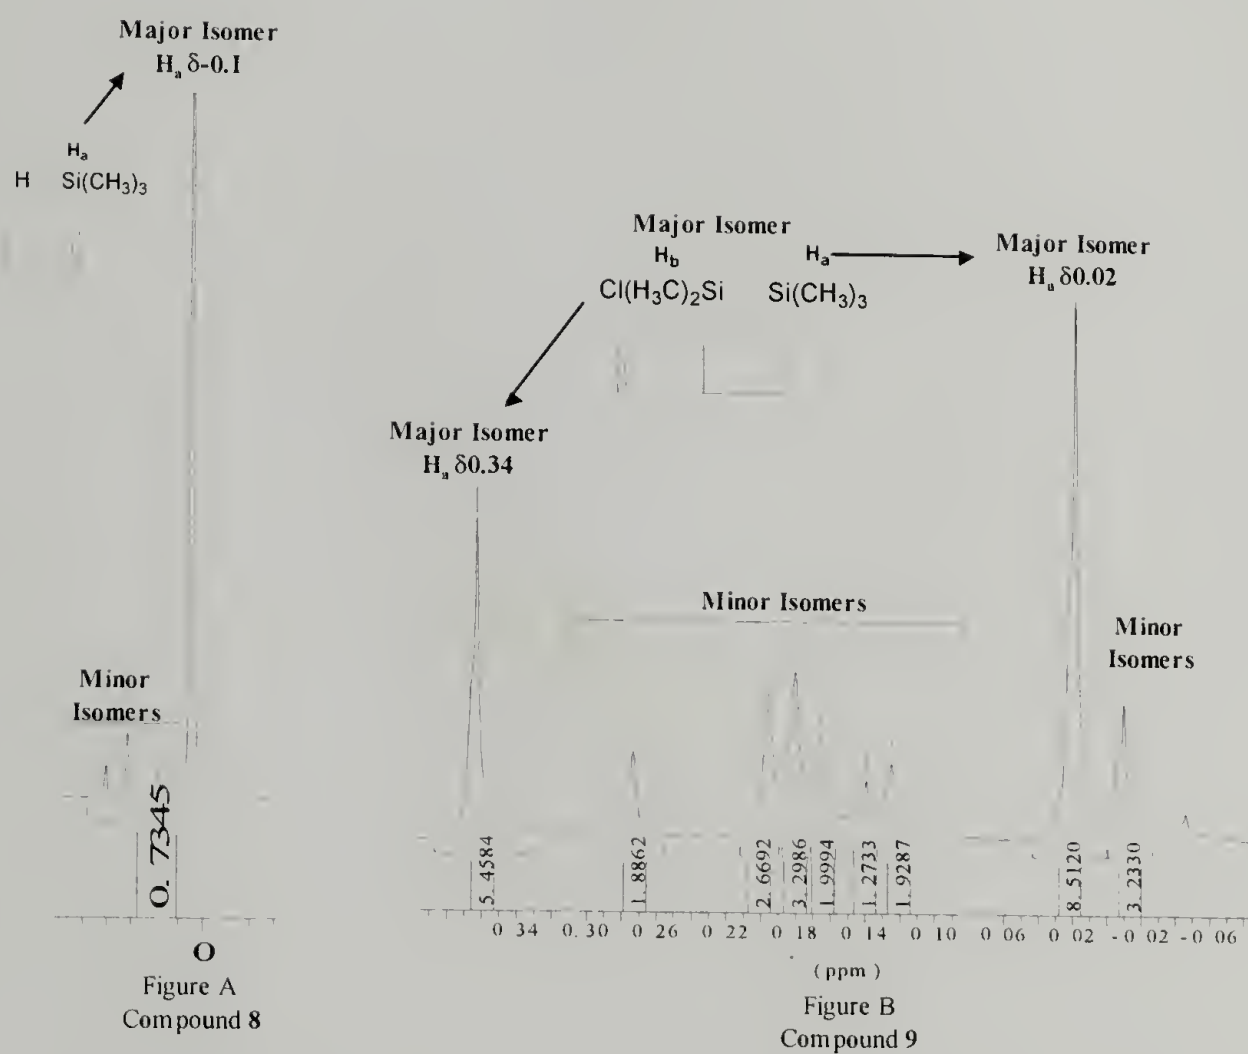 Major Isomer
Hₐ δ-0.1
Hₐ
H Si(CH₃)₃
Minor
Isomers
0.7345
O
Figure A
Compound 8
Major Isomer
H_b Hₐ
Cl(H₃C)₂Si Si(CH₃)₃
Major Isomer
Hₐ δ0.02
Major Isomer
Hₐ δ0.34
Minor Isomers
Minor
Isomers
5.4584 1.8862 2.6692 3.2986 1.9994 1.2733 1.9287 8.5120 3.2330
0 34 0.30 0 26 0 22 0 18 0 14 0 10 0 06 0 02 -0 02 -0 06
(ppm)
Figure B
Compound 9